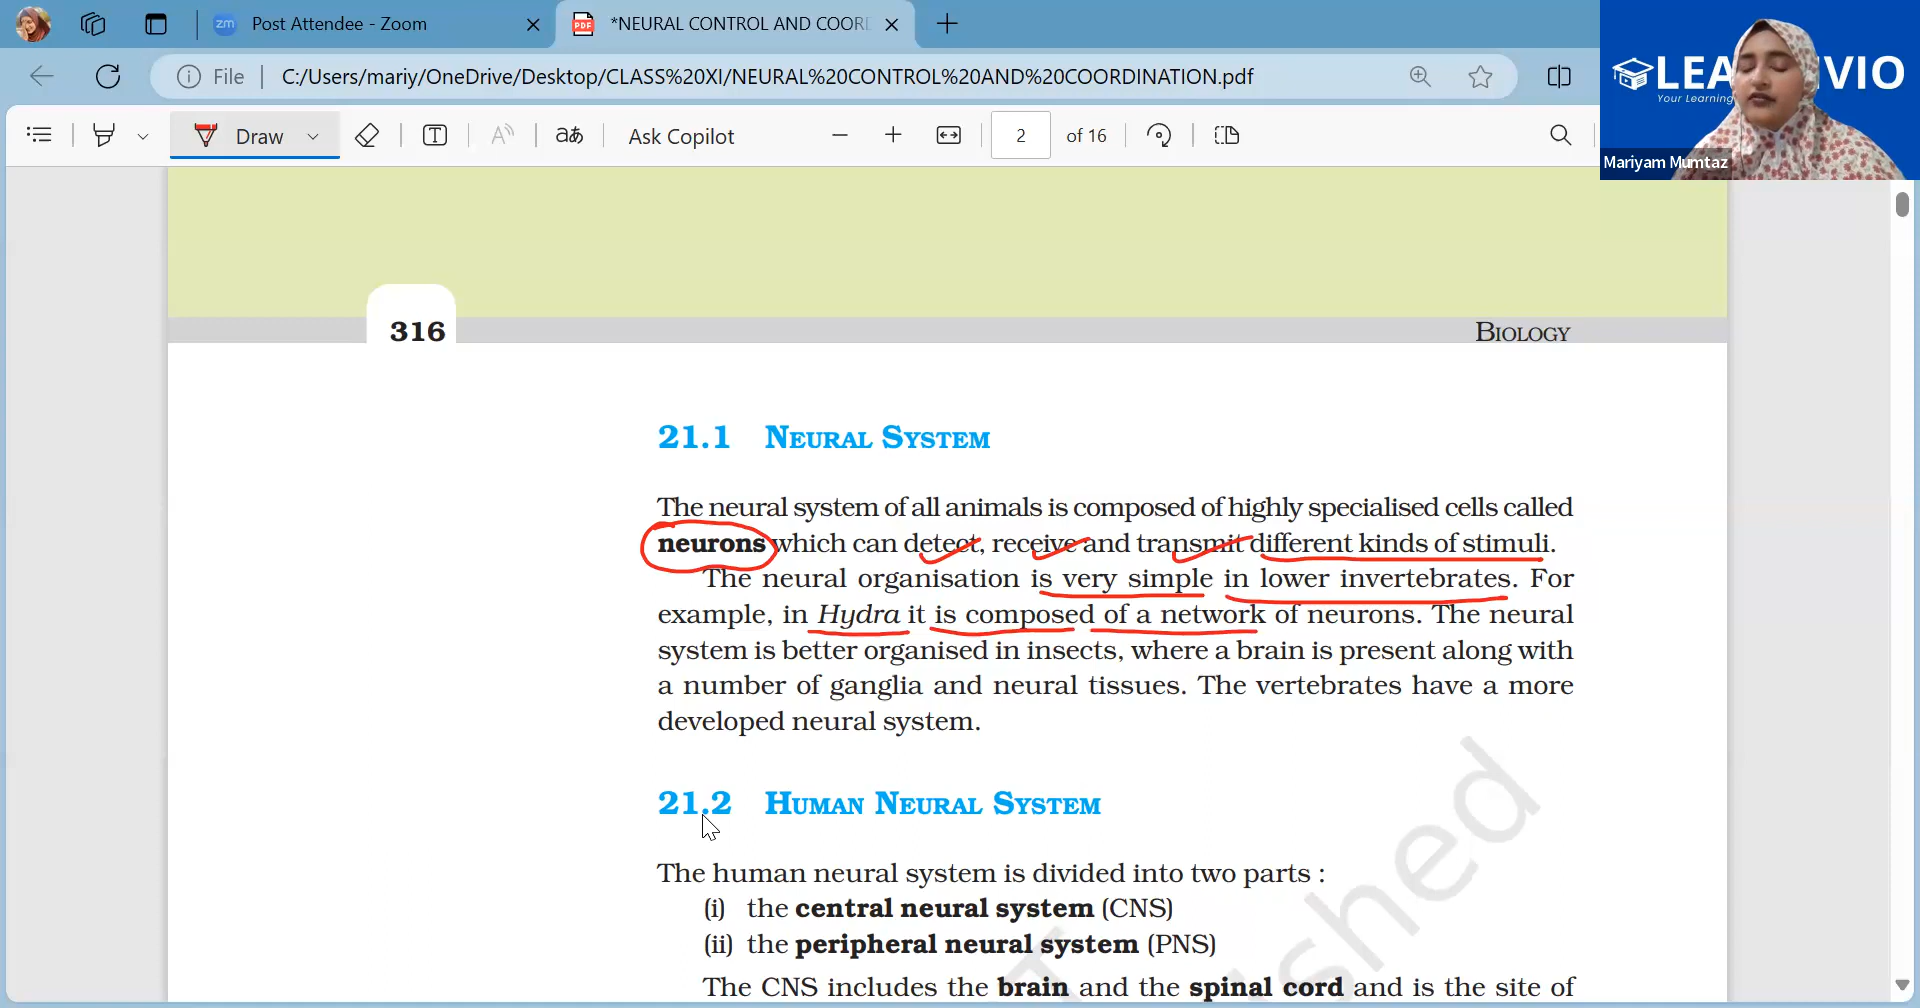 zm Post Attendee - Zoom
PDF *NEURAL CONTROL AND COORD
File C:/Users/mariy/OneDrive/Desktop/CLASS%20XI/NEURAL%20CONTROL%20AND%20COORDINATION.pdf
Draw T A aあ Ask Copilot 2 of 16
LEA VIO
Your Learning
Mariyam Mumtaz
316
BIOLOGY
21.1 NEURAL SYSTEM
The neural system of all animals is composed of highly specialised cells called
neurons which can detect, receive and transmit different kinds of stimuli.
The neural organisation is very simple in lower invertebrates. For
example, in Hydra it is composed of a network of neurons. The neural
system is better organised in insects, where a brain is present along with
a number of ganglia and neural tissues. The vertebrates have a more
developed neural system.
21.2 HUMAN NEURAL SYSTEM
The human neural system is divided into two parts :
(i) the central neural system (CNS)
(ii) the peripheral neural system (PNS)
The CNS includes the brain and the spinal cord and is the site of